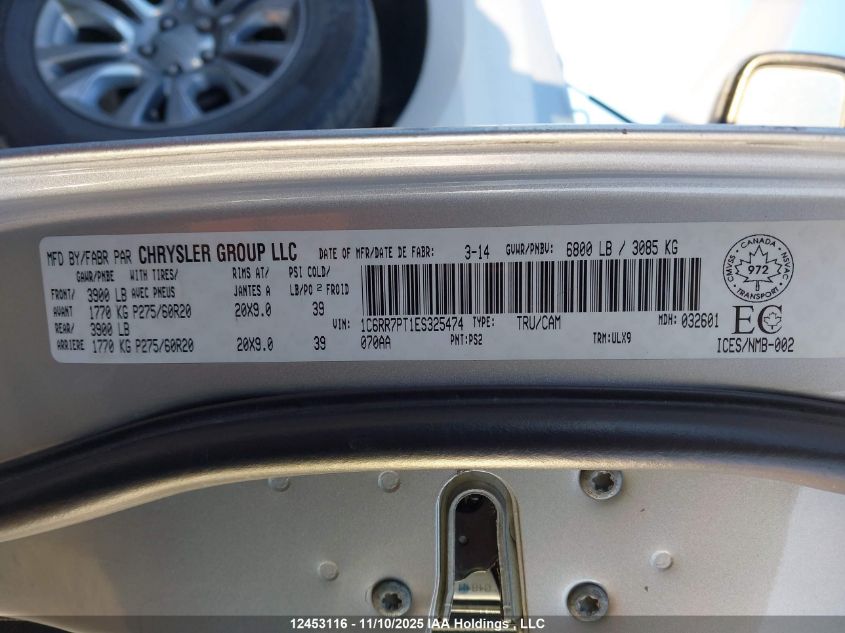 MFD BY/FABR PAR CHRYSLER GROUP LLC DATE OF MFR/DATE DE FABR: 3-14 GVWR/PNBV: 6800 LB / 3085 KG
GAWR/PNBE WITH TIRES/ RIMS AT/ PSI COLD/
FRONT/ 3900 LB AVEC PNEUS JANTES A LB/PO² FROID
AVANT 1770 KG P275/60R20 20X9.0 39
REAR/ 3900 LB
ARRIERE 1770 KG P275/60R20 20X9.0 39
VIN: 1C6RR7PT1ES325474 TYPE: TRU/CAM MDH: 032601
070AA PNT:PS2 TRM:ULX9
CANADA
CMVSS NSVAC
972
TRANSPORT
EC
ICES/NMB-002
12453116 - 11/10/2025 IAA Holdings , LLC